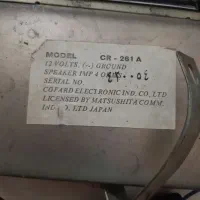 MODEL CR - 261 A
12 VOLTS. (-) GROUND
SPEAKER IMP 4 OHMS
SERIAL NO.
COFARD ELECTRONIC IND. CO., LTD
LICENSED BY MATSUSHITA COMM.
IND. CO. LTD JAPAN